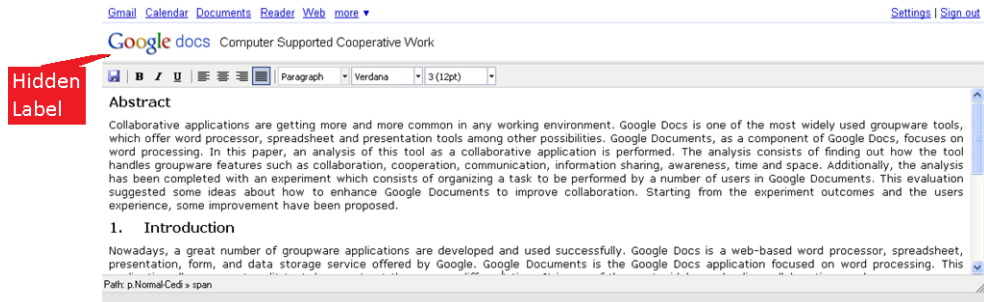 Gmail Calendar Documents Reader Web more ▼ Settings | Sign out
Google docs Computer Supported Cooperative Work
Hidden
Label
B I U Paragraph Verdana 3 (12pt)
Abstract
Collaborative applications are getting more and more common in any working environment. Google Docs is one of the most widely used groupware tools,
which offer word processor, spreadsheet and presentation tools among other possibilities. Google Documents, as a component of Google Docs, focuses on
word processing. In this paper, an analysis of this tool as a collaborative application is performed. The analysis consists of finding out how the tool
handles groupware features such as collaboration, cooperation, communication, information sharing, awareness, time and space. Additionally, the analysis
has been completed with an experiment which consists of organizing a task to be performed by a number of users in Google Documents. This evaluation
suggested some ideas about how to enhance Google Documents to improve collaboration. Starting from the experiment outcomes and the users
experience, some improvement have been proposed.
1. Introduction
Nowadays, a great number of groupware applications are developed and used successfully. Google Docs is a web-based word processor, spreadsheet,
presentation, form, and data storage service offered by Google. Google Documents is the Google Docs application focused on word processing. This
Path: p.Normal-Cedi » span